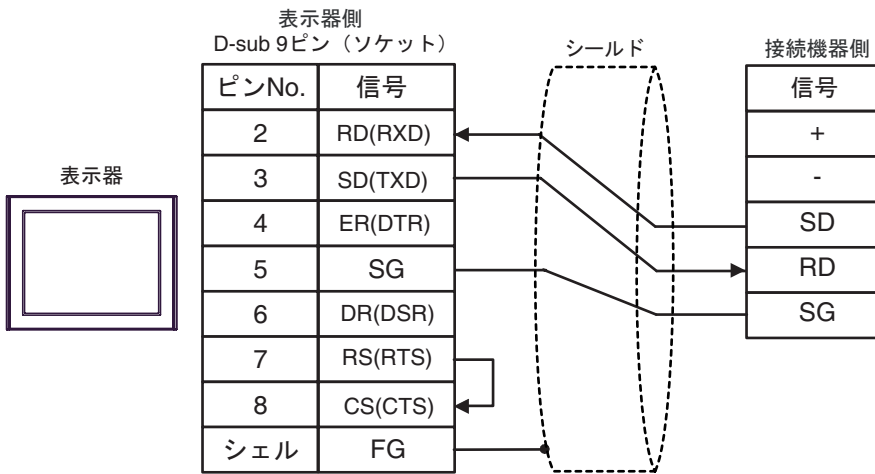 表示器側
D-sub 9ピン（ソケット）
シールド
接続機器側
ピンNo. 信号
信号
2 RD(RXD)
+
3 SD(TXD)
-
表示器
4 ER(DTR)
SD
5 SG
RD
6 DR(DSR)
SG
7 RS(RTS)
8 CS(CTS)
シェル FG